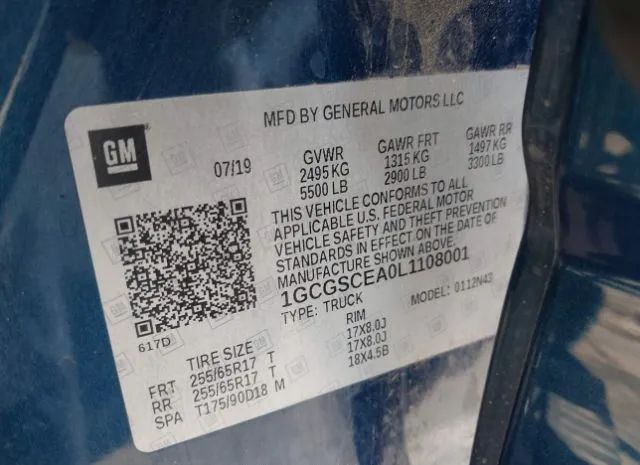 MFD BY GENERAL MOTORS LLC
GM
07/19
GVWR GAWR FRT GAWR RR
2495 KG 1315 KG 1497 KG
5500 LB 2900 LB 3300 LB
THIS VEHICLE CONFORMS TO ALL
APPLICABLE U.S. FEDERAL MOTOR
VEHICLE SAFETY AND THEFT PREVENTION
STANDARDS IN EFFECT ON THE DATE OF
MANUFACTURE SHOWN ABOVE.
1GCGSCEA0L1108001
TYPE: TRUCK MODEL: 0112N43
617D
TIRE SIZE RIM
FRT 255/65R17 T 17X8.0J
RR 255/65R17 T 17X8.0J
SPA T175/90D18 M 18X4.5B